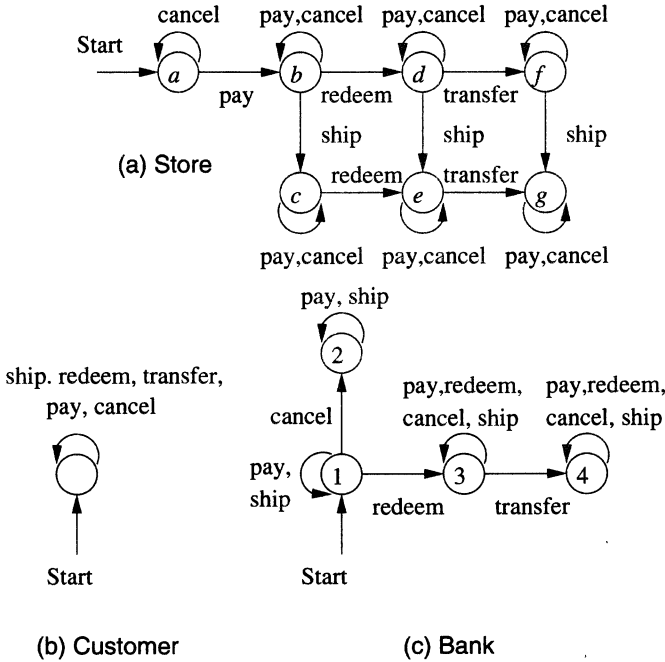 cancel pay,cancel pay,cancel pay,cancel
Start
a b d f
pay redeem transfer
ship ship ship
(a) Store
redeem transfer
c e g
pay,cancel pay,cancel pay,cancel
pay, ship
2
ship. redeem, transfer,
pay, cancel
pay,redeem,
cancel, ship
pay,redeem,
cancel, ship
cancel
pay,
ship
1 3 4
redeem transfer
Start Start
(b) Customer (c) Bank